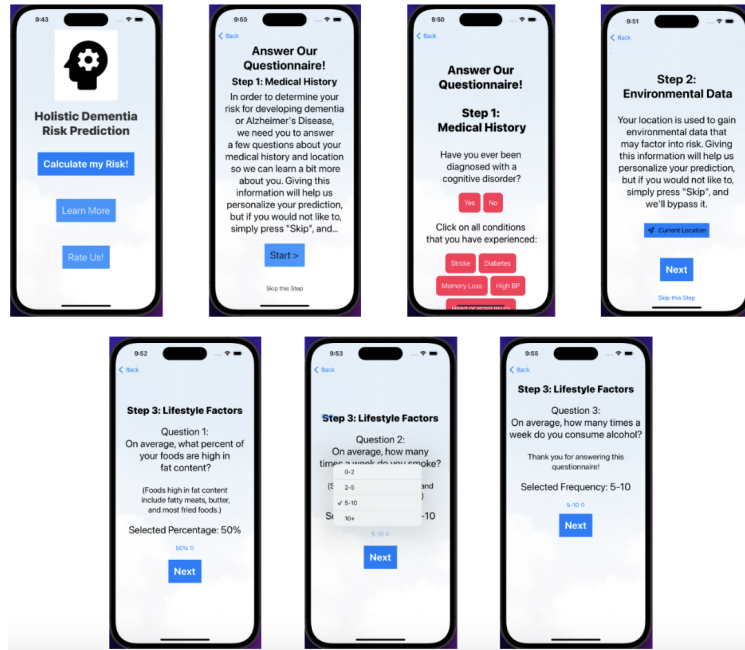 9:43
Holistic Dementia
Risk Prediction
Calculate my Risk!
Learn More
Rate Us!
9:50
Back
Answer Our
Questionnaire!
Step 1: Medical History
In order to determine your
risk for developing dementia
or Alzheimer's Disease,
we need you to answer
a few questions about your
medical history and location
so we can learn a bit more
about you. Giving this
information will help us
personalize your prediction,
but if you would not like to,
simply press "Skip", and...
Start >
Skip this Step
9:50
Back
Answer Our
Questionnaire!
Step 1:
Medical History
Have you ever been
diagnosed with a
cognitive disorder?
Yes No
Click on all conditions
that you have experienced:
Stroke Diabetes
Memory Loss High BP
9:51
Back
Step 2:
Environmental Data
Your location is used to gain
environmental data that
may factor into risk. Giving
this information will help us
personalize your prediction,
but if you would not like to,
simply press "Skip", and
we'll bypass it.
Current Location
Next
Skip this Step
9:52
Back
Step 3: Lifestyle Factors
Question 1:
On average, what percent of
your foods are high in
fat content?
(Foods high in fat content
include fatty meats, butter,
and most fried foods.)
Selected Percentage: 50%
50%
Next
9:53
Back
Step 3: Lifestyle Factors
Question 2:
On average, how many
times a week do you smoke?
0-2
2-5
✓ 5-10
10+
and
-10
5-10
Next
9:55
Back
Step 3: Lifestyle Factors
Question 3:
On average, how many times a
week do you consume alcohol?
Thank you for answering this
questionnaire!
Selected Frequency: 5-10
5-10
Next